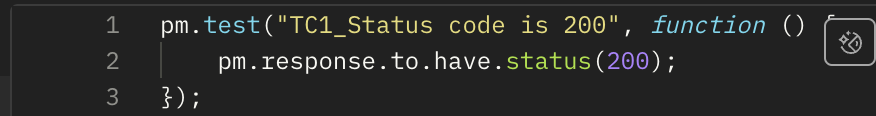 1 pm.test("TC1_Status code is 200", function () {
2 pm.response.to.have.status(200);
3 });